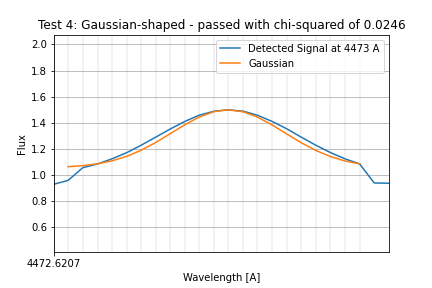 Test 4: Gaussian-shaped - passed with chi-squared of 0.0246
Detected Signal at 4473 A
Gaussian
Flux
2.0
1.8
1.6
1.4
1.2
1.0
0.8
0.6
4472.6207
Wavelength [A]